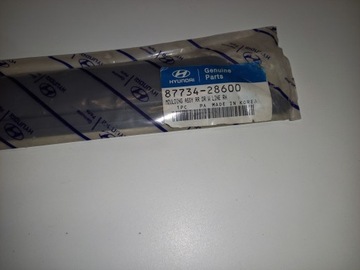 HYUNDAI
Genuine
Parts
87734-28600
MOULDING ASSY RR DR W LINE RH
1PC PA MADE IN KOREA